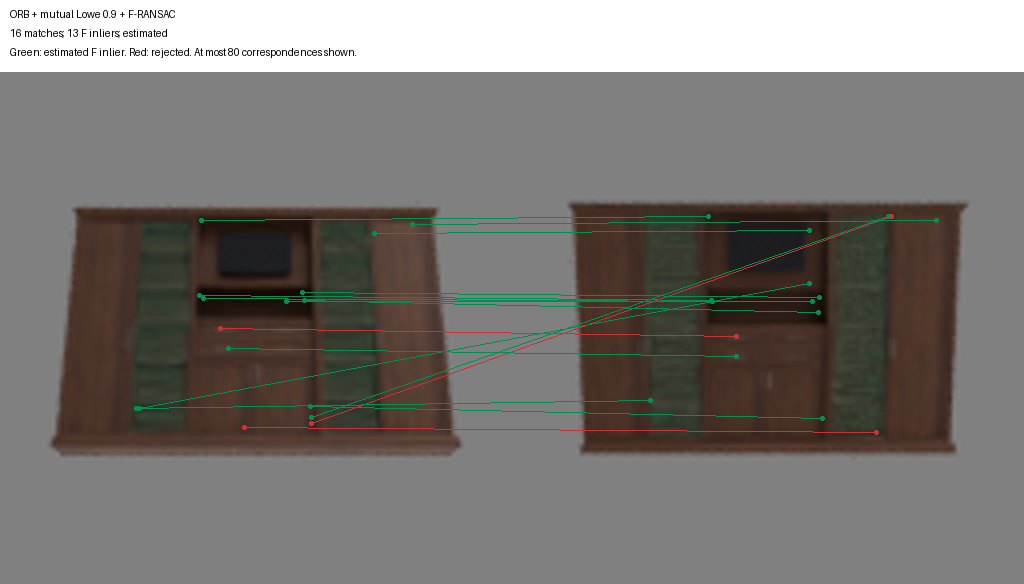 ORB + mutual Lowe 0.9 + F-RANSAC
16 matches; 13 F inliers; estimated
Green: estimated F inlier. Red: rejected. At most 80 correspondences shown.